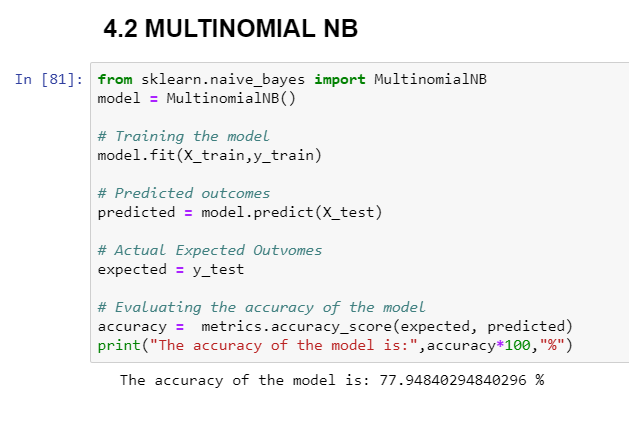 4.2 MULTINOMIAL NB
In [81]: from sklearn.naive_bayes import MultinomialNB
model = MultinomialNB()
# Training the model
model.fit(X_train,y_train)
# Predicted outcomes
predicted = model.predict(X_test)
# Actual Expected Outvomes
expected = y_test
# Evaluating the accuracy of the model
accuracy =  metrics.accuracy_score(expected, predicted)
print("The accuracy of the model is:",accuracy*100,"%")
The accuracy of the model is: 77.94840294840296 %